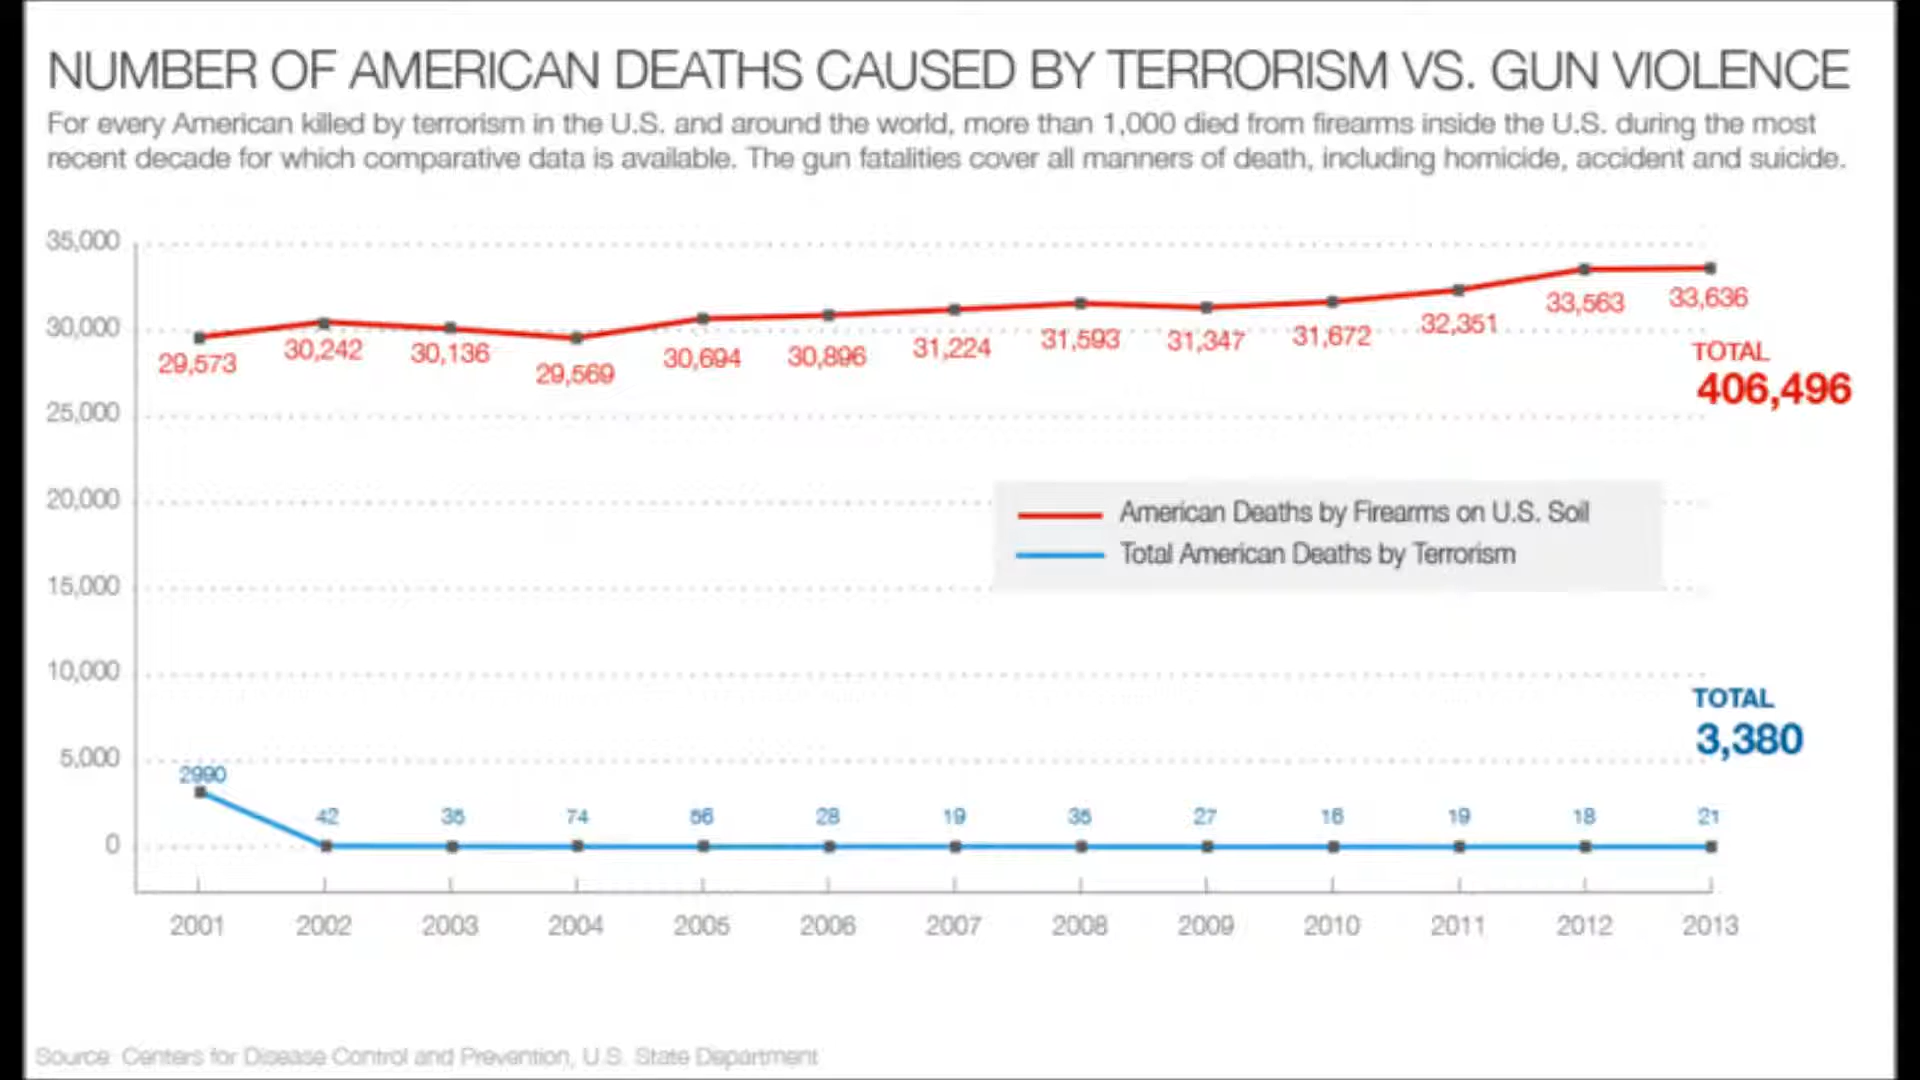 NUMBER OF AMERICAN DEATHS CAUSED BY TERRORISM VS. GUN VIOLENCE
For every American killed by terrorism in the U.S. and around the world, more than 1,000 died from firearms inside the U.S. during the most
recent decade for which comparative data is available. The gun fatalities cover all manners of death, including homicide, accident and suicide.
35,000
30,000
25,000
20,000
15,000
10,000
5,000
0
29,573 30,242 30,136 29,569 30,694 30,896 31,224 31,593 31,347 31,672 32,351 33,563 33,636
TOTAL
406,496
American Deaths by Firearms on U.S. Soil
Total American Deaths by Terrorism
TOTAL
3,380
2990 42 35 74 56 28 19 35 27 16 19 18 21
2001 2002 2003 2004 2005 2006 2007 2008 2009 2010 2011 2012 2013
Source: Centers for Disease Control and Prevention, U.S. State Department